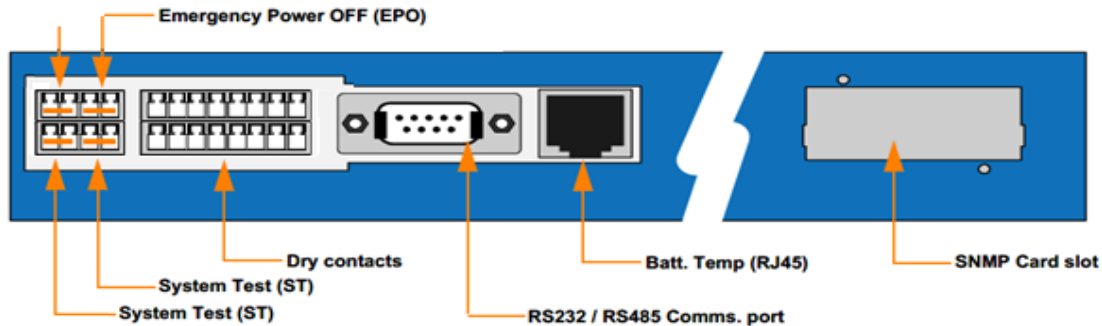 Emergency Power OFF (EPO)
Dry contacts
Batt. Temp (RJ45)
SNMP Card slot
System Test (ST)
System Test (ST)
RS232 / RS485 Comms. port